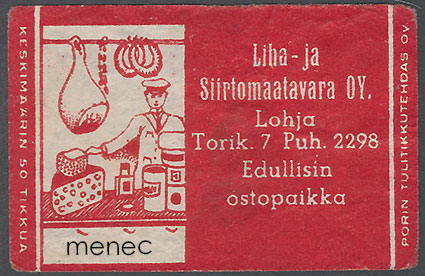 KESKIMÄÄRIN 50 TIKKUA
Liha- ja
Siirtomaatavara OY.
Lohja
Torik. 7 Puh. 2298
Edullisin
ostopaikka
PORIN TULITIKKUTEHDAS OY
menec